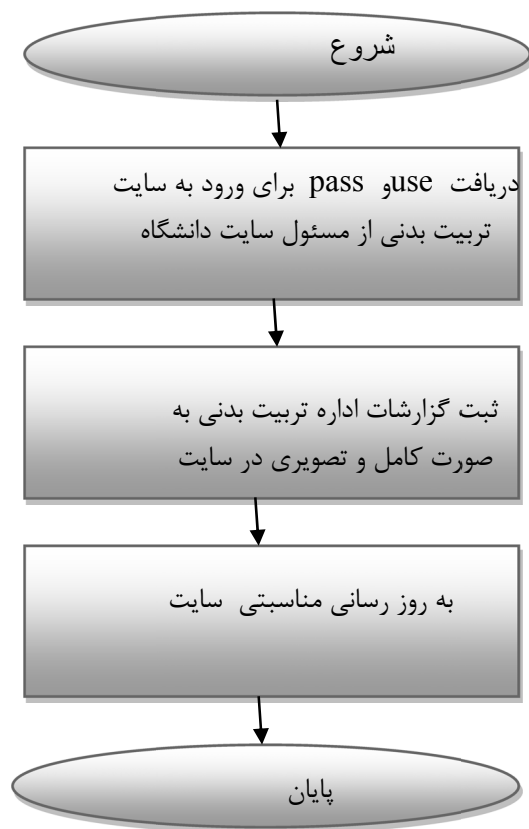 شروع
دریافت use و pass برای ورود به سایت
تربیت بدنی از مسئول سایت دانشگاه
ثبت گزارشات اداره تربیت بدنی به
صورت کامل و تصویری در سایت
به روز رسانی مناسبتی سایت
پایان